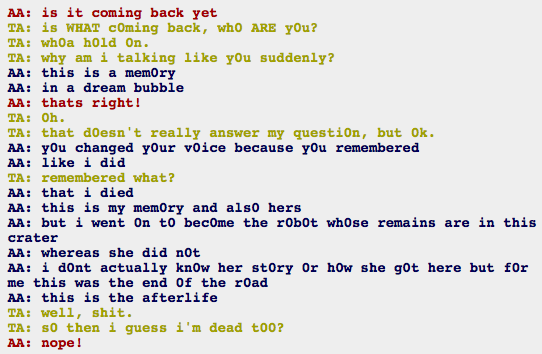 AA: is it coming back yet
TA: is WHAT c0ming back, wh0 ARE y0u?
TA: wh0a h0ld 0n.
TA: why am i talking like y0u suddenly?
AA: this is a mem0ry
AA: in a dream bubble
AA: thats right!
TA: 0h.
TA: that d0esn't really answer my questi0n, but 0k.
AA: y0u changed y0ur v0ice because y0u remembered
AA: like i did
TA: remembered what?
AA: that i died
AA: this is my mem0ry and als0 hers
AA: but i went 0n t0 bec0me the r0b0t wh0se remains are in this
crater
AA: whereas she did n0t
AA: i d0nt actually kn0w her st0ry 0r h0w she g0t here but f0r
me this was the end 0f the r0ad
AA: this is the afterlife
TA: well, shit.
TA: s0 then i guess i'm dead t00?
AA: nope!